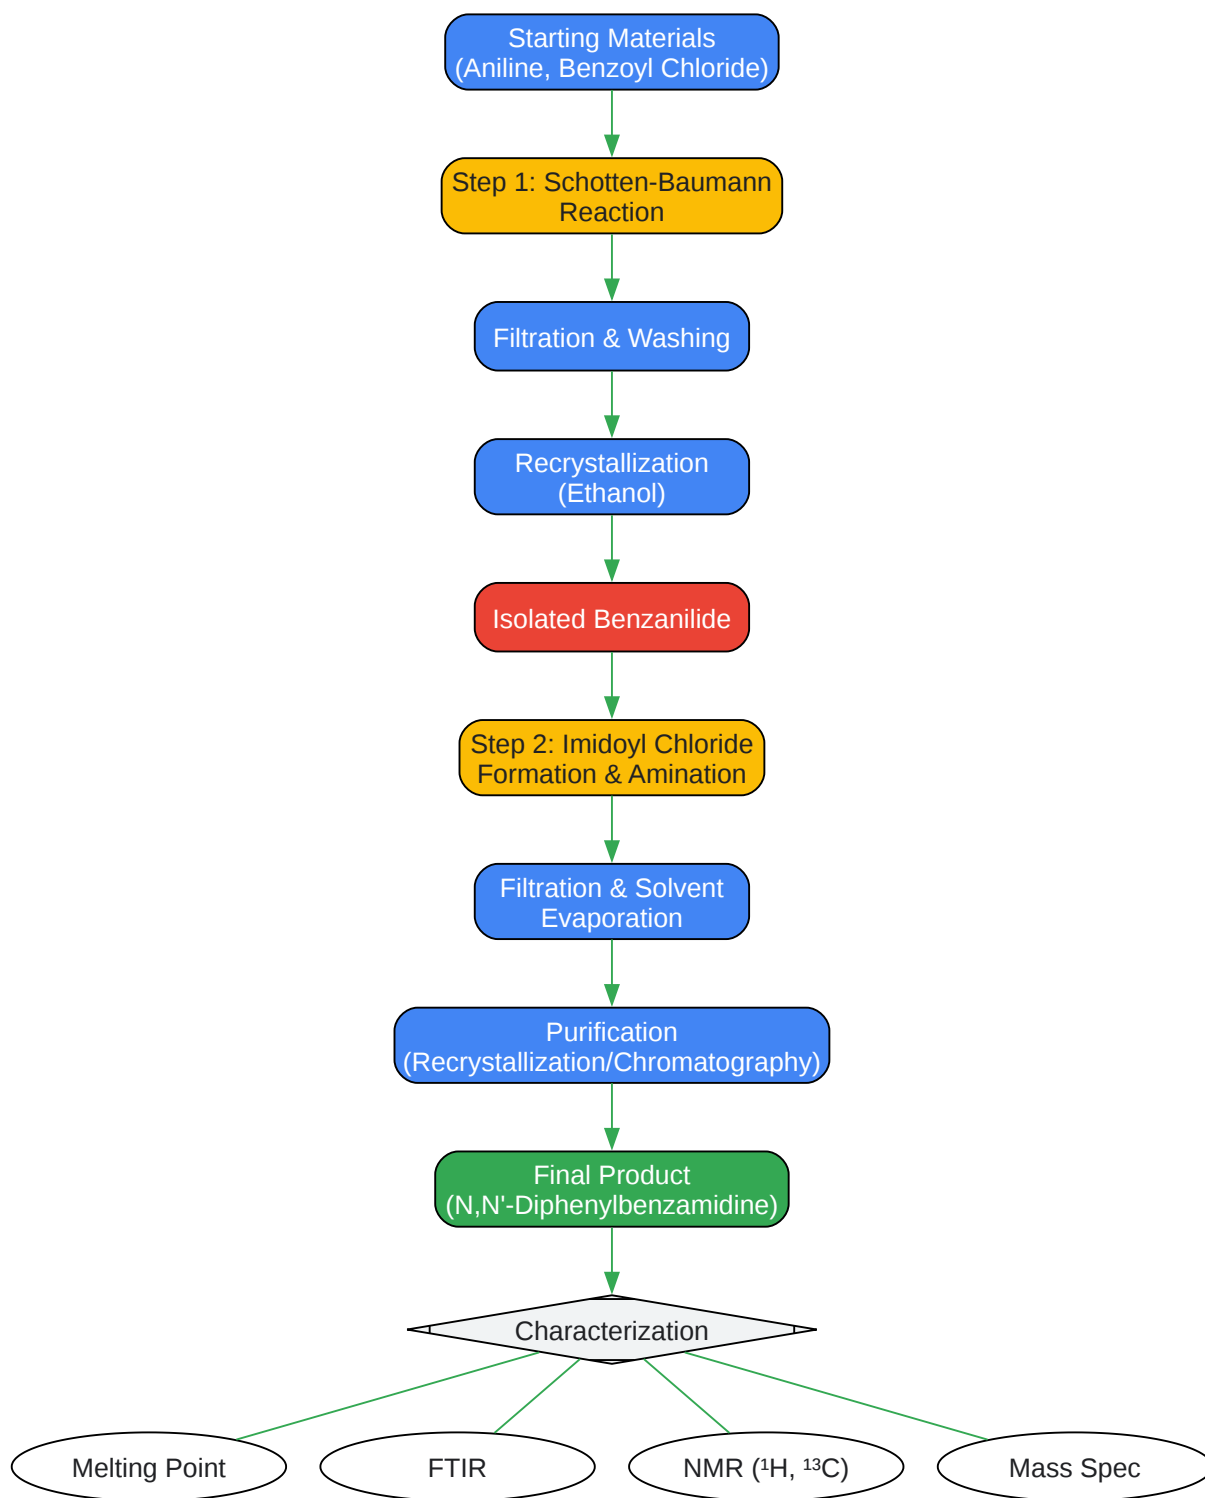 Starting Materials
(Aniline, Benzoyl Chloride)
Step 1: Schotten-Baumann
Reaction
Filtration & Washing
Recrystallization
(Ethanol)
Isolated Benzanilide
Step 2: Imidoyl Chloride
Formation & Amination
Filtration & Solvent
Evaporation
Purification
(Recrystallization/Chromatography)
Final Product
(N,N'-Diphenylbenzamidine)
Characterization
Melting Point
FTIR
NMR (¹H, ¹³C)
Mass Spec